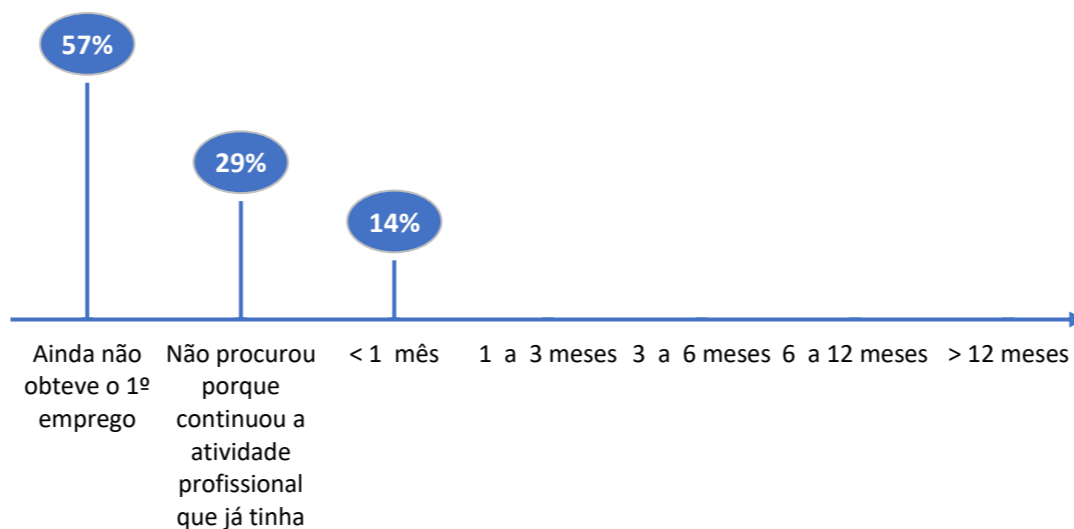 57%
29%
14%
Ainda não
obteve o 1º
emprego
Não procurou
porque
continuou a
atividade
profissional
que já tinha
< 1 mês
1 a 3 meses
3 a 6 meses
6 a 12 meses
> 12 meses